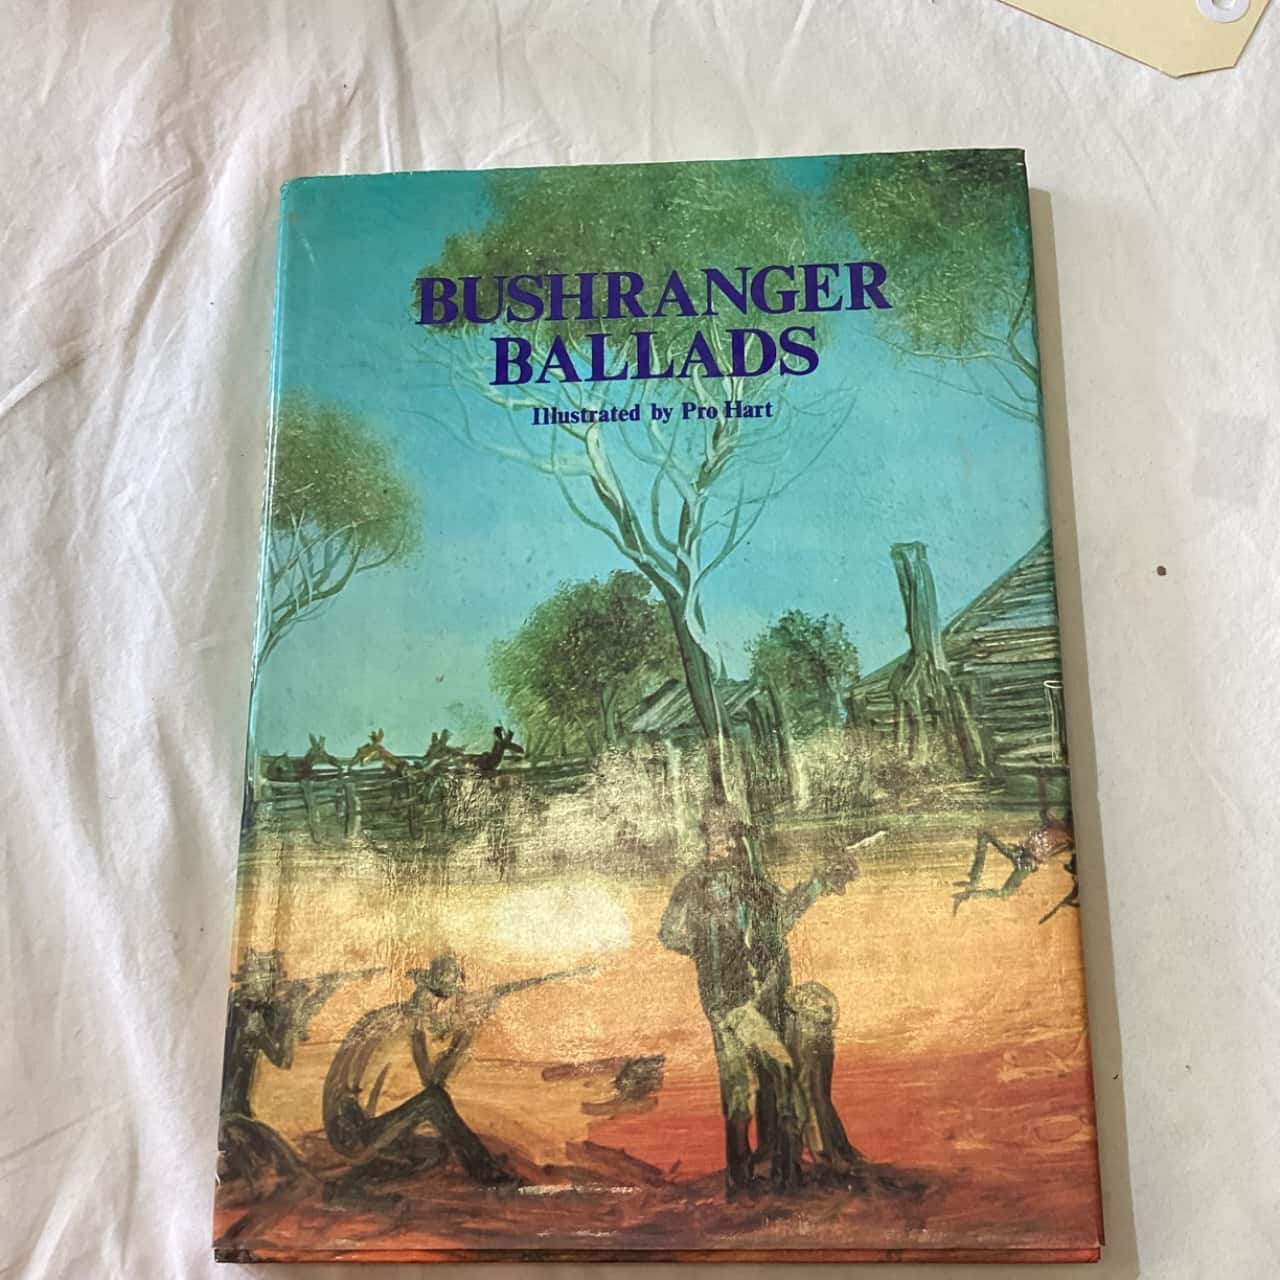 BUSHRANGER
BALLADS
Illustrated by Pro Hart